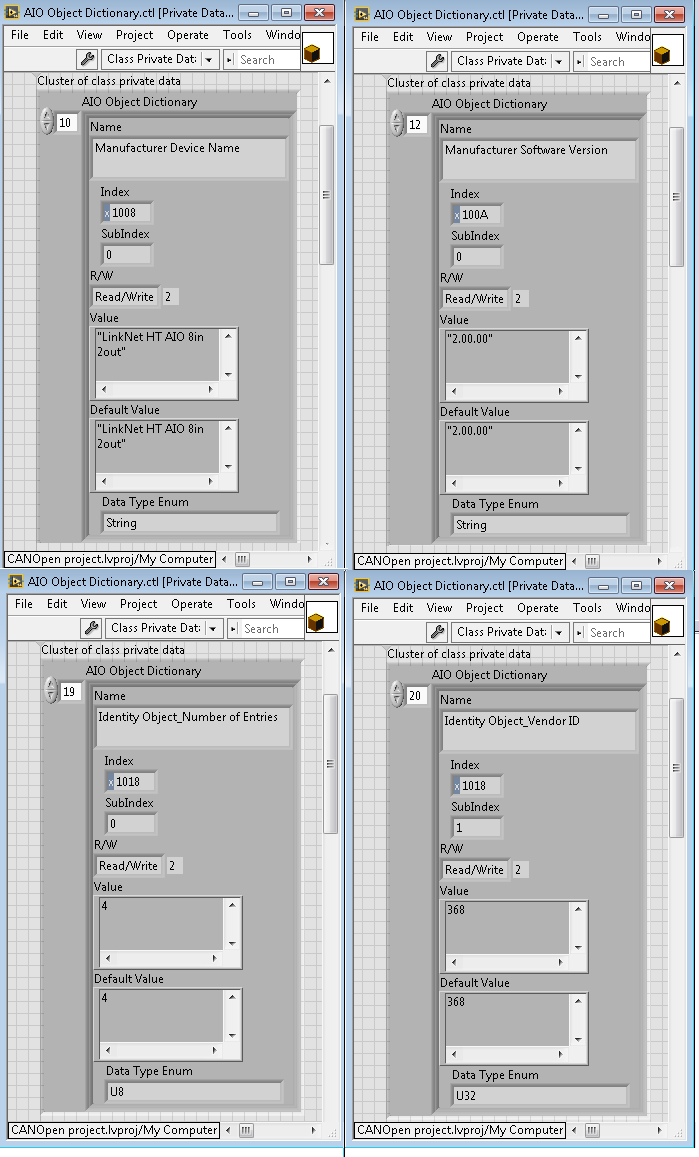 AIO Object Dictionary.ctl [Private Data...
File Edit View Project Operate Tools Windo
Class Private Dat: Search
Cluster of class private data
AIO Object Dictionary
10
Name
Manufacturer Device Name
Index
x 1008
SubIndex
0
R/W
Read/Write 2
Value
"LinkNet HT AIO 8in
2out"
Default Value
"LinkNet HT AIO 8in
2out"
Data Type Enum
String
CANOpen project.lvproj/My Computer
AIO Object Dictionary.ctl [Private Data...
File Edit View Project Operate Tools Windo
Class Private Dat: Search
Cluster of class private data
AIO Object Dictionary
12
Name
Manufacturer Software Version
Index
x 100A
SubIndex
0
R/W
Read/Write 2
Value
"2.00.00"
Default Value
"2.00.00"
Data Type Enum
String
CANOpen project.lvproj/My Computer
AIO Object Dictionary.ctl [Private Data...
File Edit View Project Operate Tools Windo
Class Private Dat: Search
Cluster of class private data
AIO Object Dictionary
19
Name
Identity Object_Number of Entries
Index
x 1018
SubIndex
0
R/W
Read/Write 2
Value
4
Default Value
4
Data Type Enum
U8
CANOpen project.lvproj/My Computer
AIO Object Dictionary.ctl [Private Data...
File Edit View Project Operate Tools Windo
Class Private Dat: Search
Cluster of class private data
AIO Object Dictionary
20
Name
Identity Object_Vendor ID
Index
x 1018
SubIndex
1
R/W
Read/Write 2
Value
368
Default Value
368
Data Type Enum
U32
CANOpen project.lvproj/My Computer